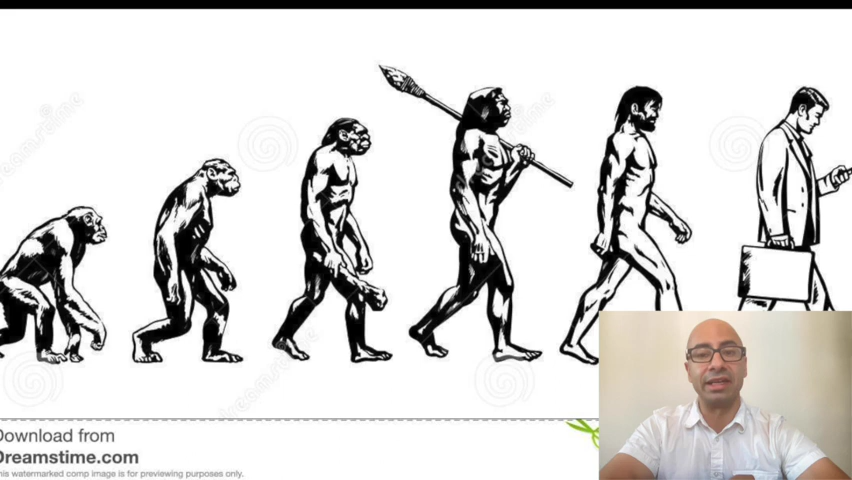 Download from
Dreamstime.com
his watermarked comp image is for previewing purposes only.